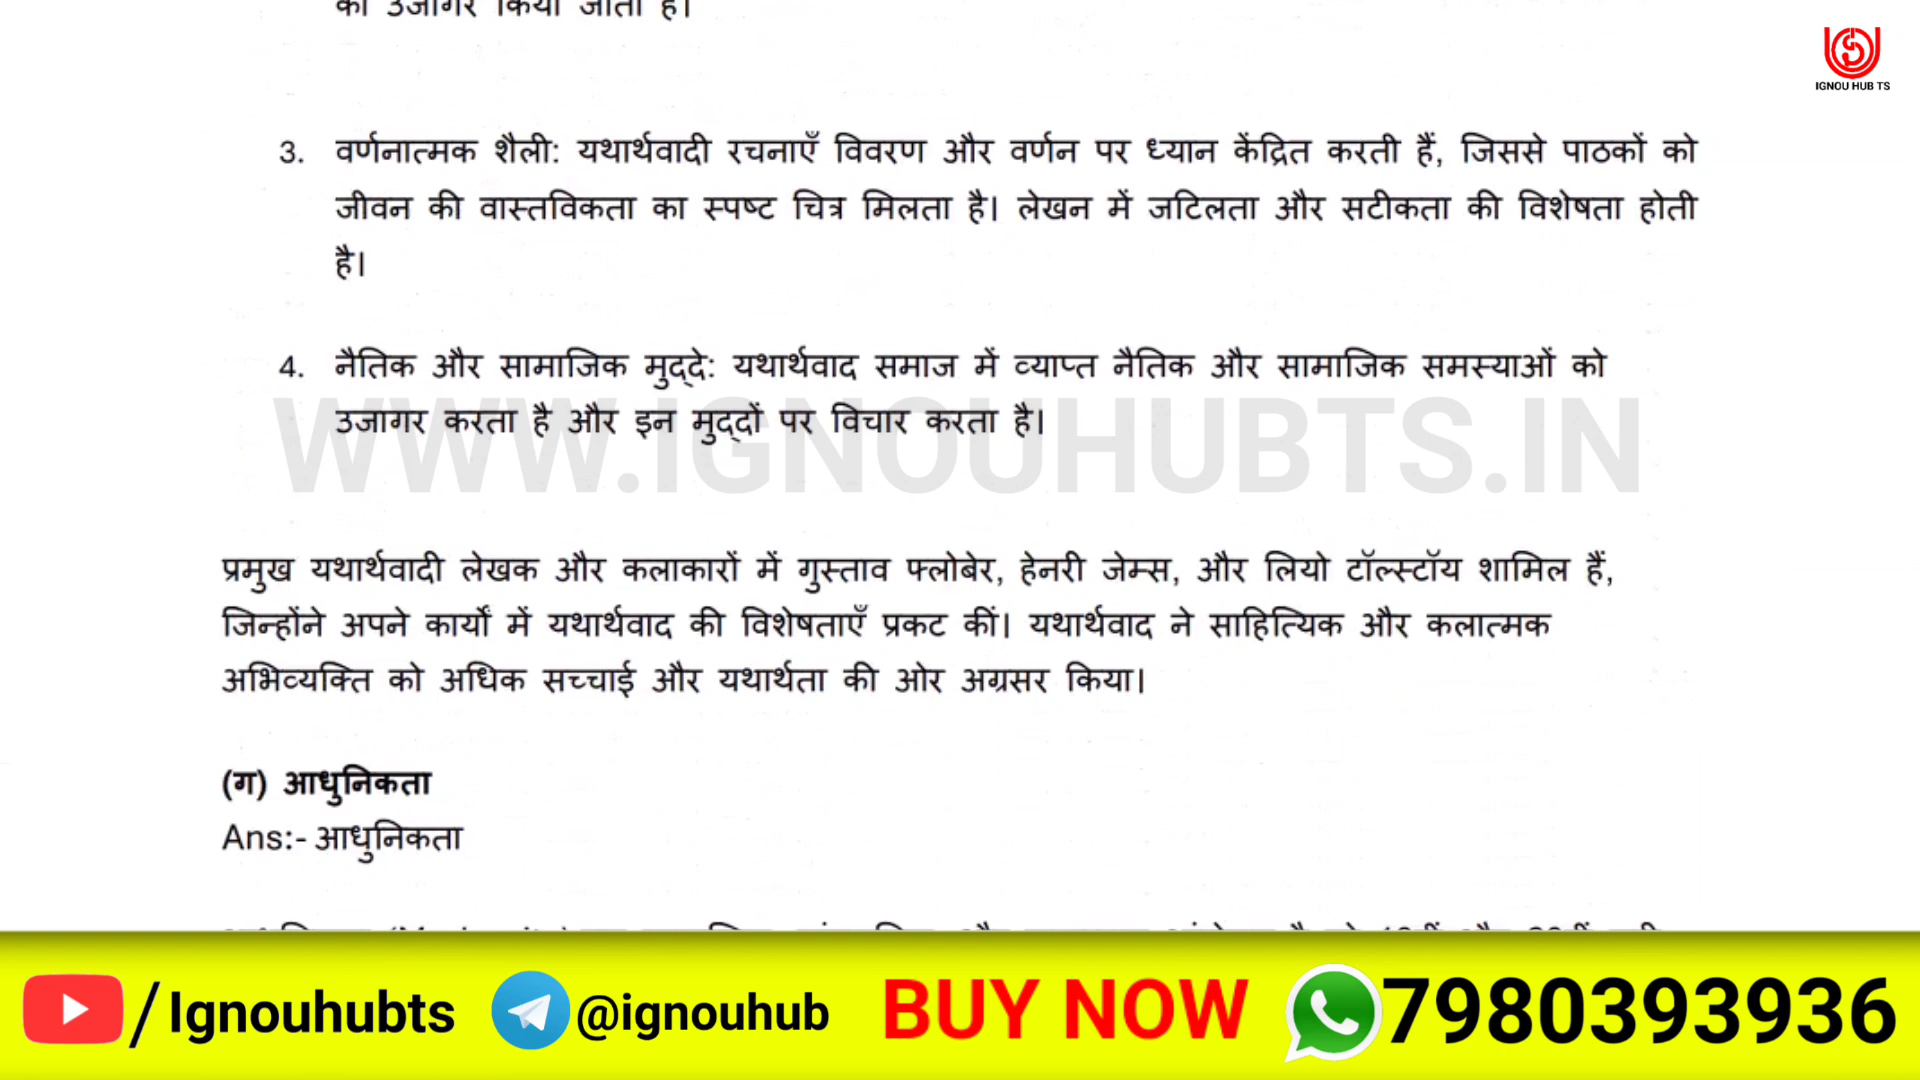 को उजागर किया जाता है।
IGNOU HUB TS
3. वर्णनात्मक शैली: यथार्थवादी रचनाएँ विवरण और वर्णन पर ध्यान केंद्रित करती हैं, जिससे पाठकों को
जीवन की वास्तविकता का स्पष्ट चित्र मिलता है। लेखन में जटिलता और सटीकता की विशेषता होती
है।
4. नैतिक और सामाजिक मुद्दे: यथार्थवाद समाज में व्याप्त नैतिक और सामाजिक समस्याओं को
उजागर करता है और इन मुद्दों पर विचार करता है।
WWW.IGNOUHUBTS.IN
प्रमुख यथार्थवादी लेखक और कलाकारों में गुस्ताव फ्लोबेर, हेनरी जेम्स, और लियो टॉल्स्टॉय शामिल हैं,
जिन्होंने अपने कार्यों में यथार्थवाद की विशेषताएँ प्रकट कीं। यथार्थवाद ने साहित्यिक और कलात्मक
अभिव्यक्ति को अधिक सच्चाई और यथार्थता की ओर अग्रसर किया।
(ग) आधुनिकता
Ans:- आधुनिकता
/Ignouhubts @ignouhub BUY NOW 7980393936